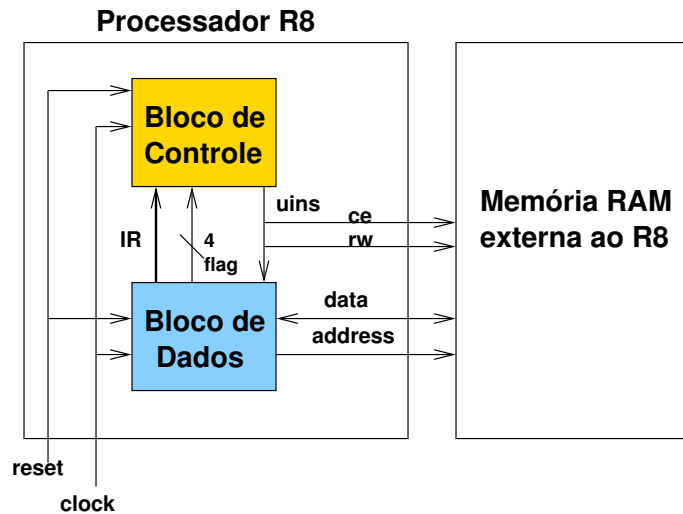 Processador R8
Bloco de
Controle
uins
ce
rw
Memória RAM
externa ao R8
IR
4
flag
Bloco de
Dados
data
address
reset
clock